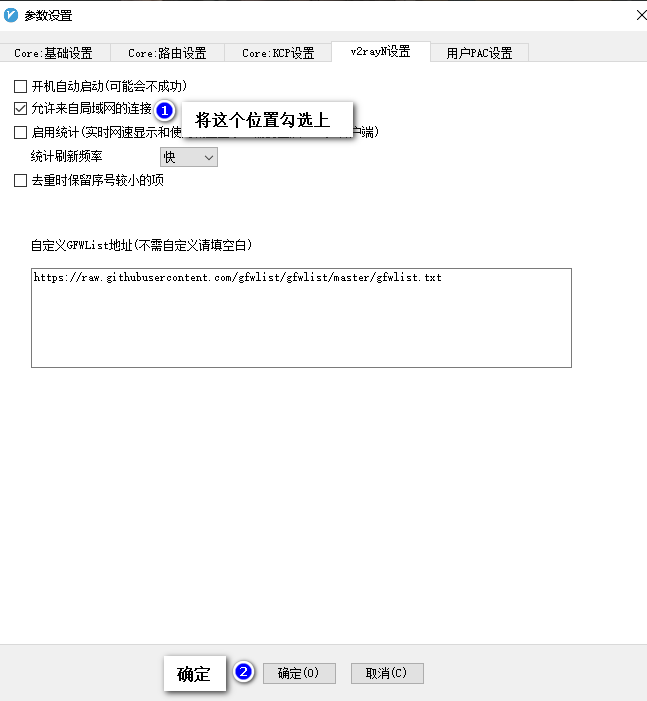 参数设置
Core:基础设置 Core:路由设置 Core:KCP设置 v2rayN设置 用户PAC设置
开机自动启动(可能会不成功)
允许来自局域网的连接 1 将这个位置勾选上
启用统计(实时网速显示和使 户端)
统计刷新频率 快
去重时保留序号较小的项
自定义GFWList地址(不需自定义请填空白)
https://raw.githubusercontent.com/gfwlist/gfwlist/master/gfwlist.txt
确定 2 确定(O) 取消(C)